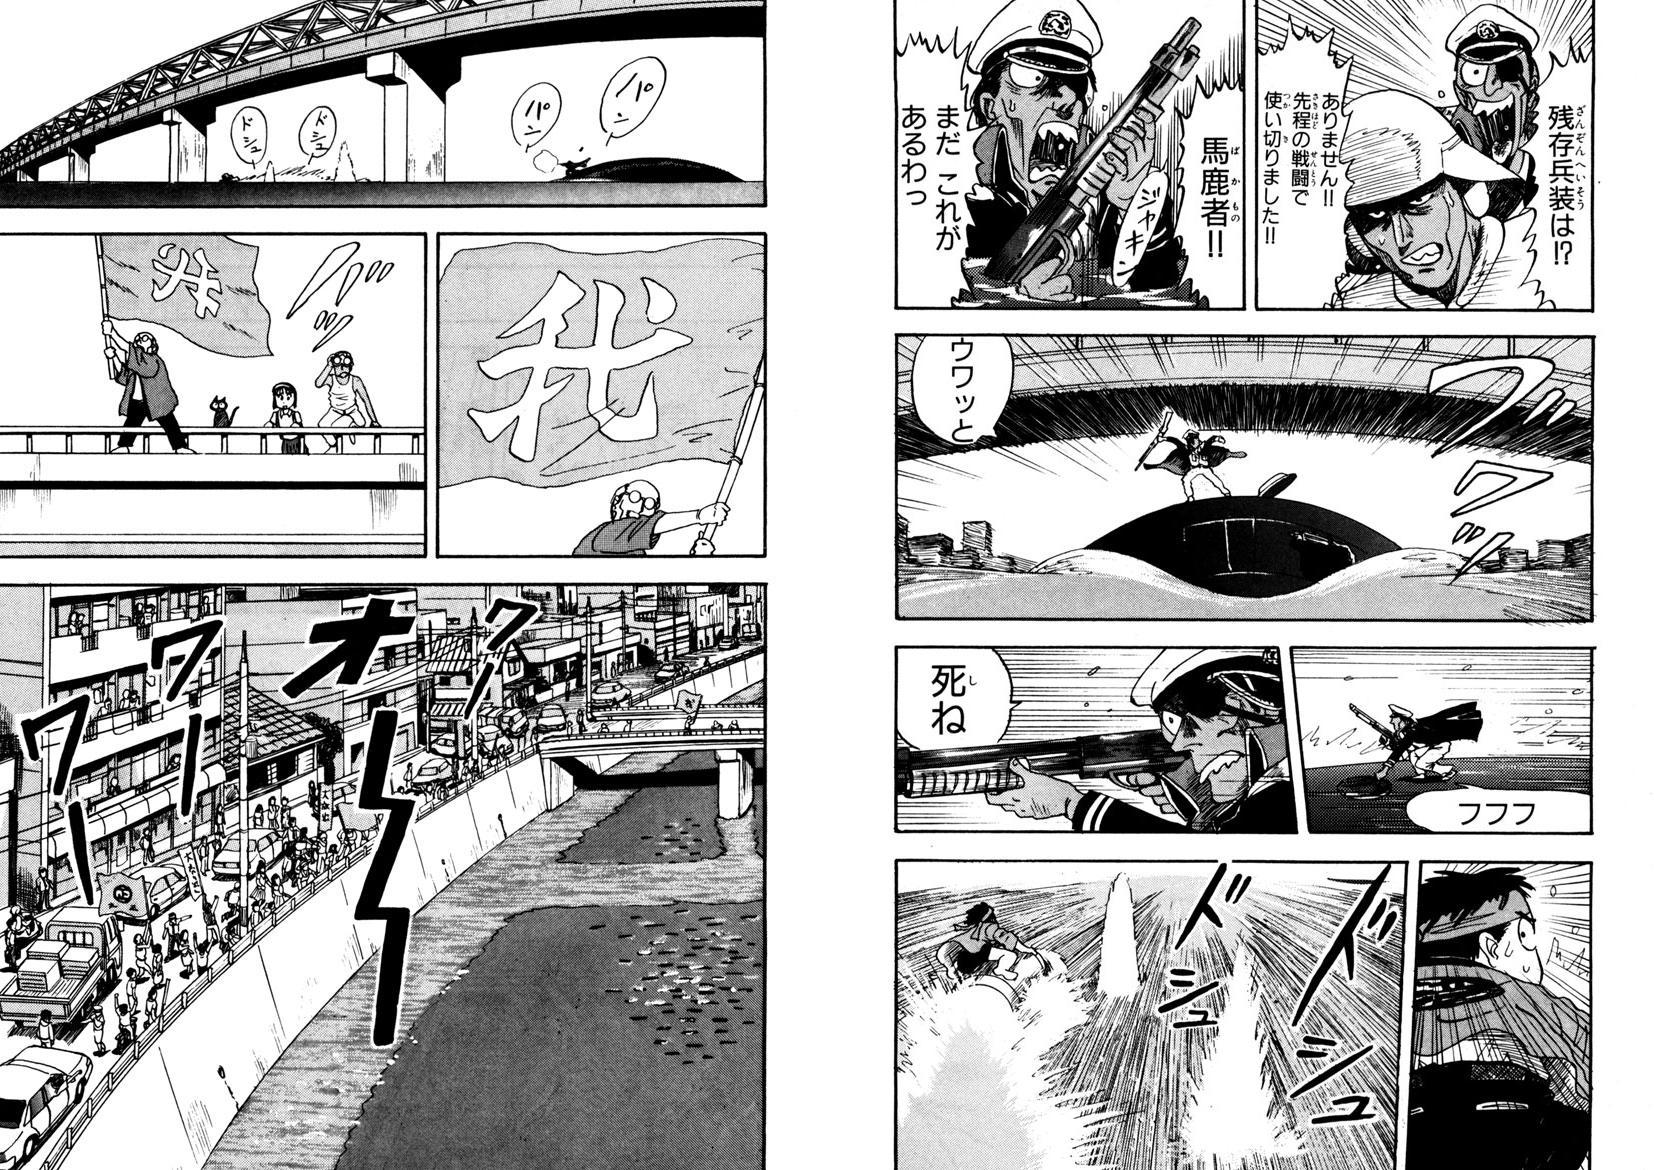 残存兵装は!?
ありません!!
先程の戦闘で
使い切りました!!
馬鹿者!!
まだ これが
あるわっ
ジャキン
ウワッと
フワッ
フフフ
死ね
ドシュ
ドシュ
パン
パン
ドシュ
ドシュ
我
バババ
我
ワーワーオーワー